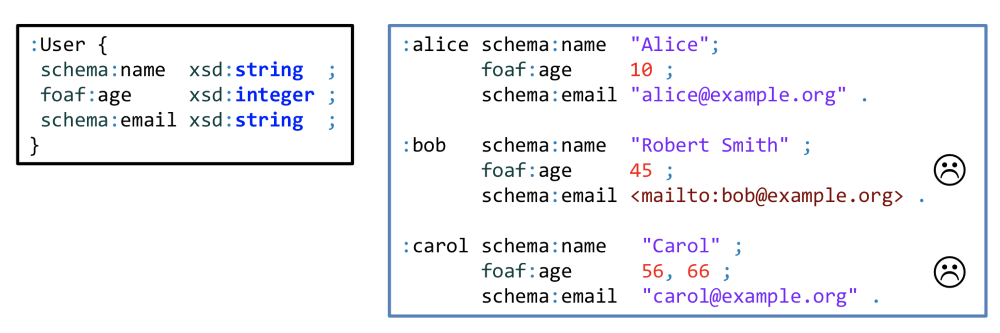 :User {
schema:name xsd:string ;
foaf:age xsd:integer ;
schema:email xsd:string ;
}
:alice schema:name "Alice";
foaf:age 10 ;
schema:email "alice@example.org" .
:bob schema:name "Robert Smith" ;
foaf:age 45 ;
schema:email <mailto:bob@example.org> .
:carol schema:name "Carol" ;
foaf:age 56, 66 ;
schema:email "carol@example.org" .